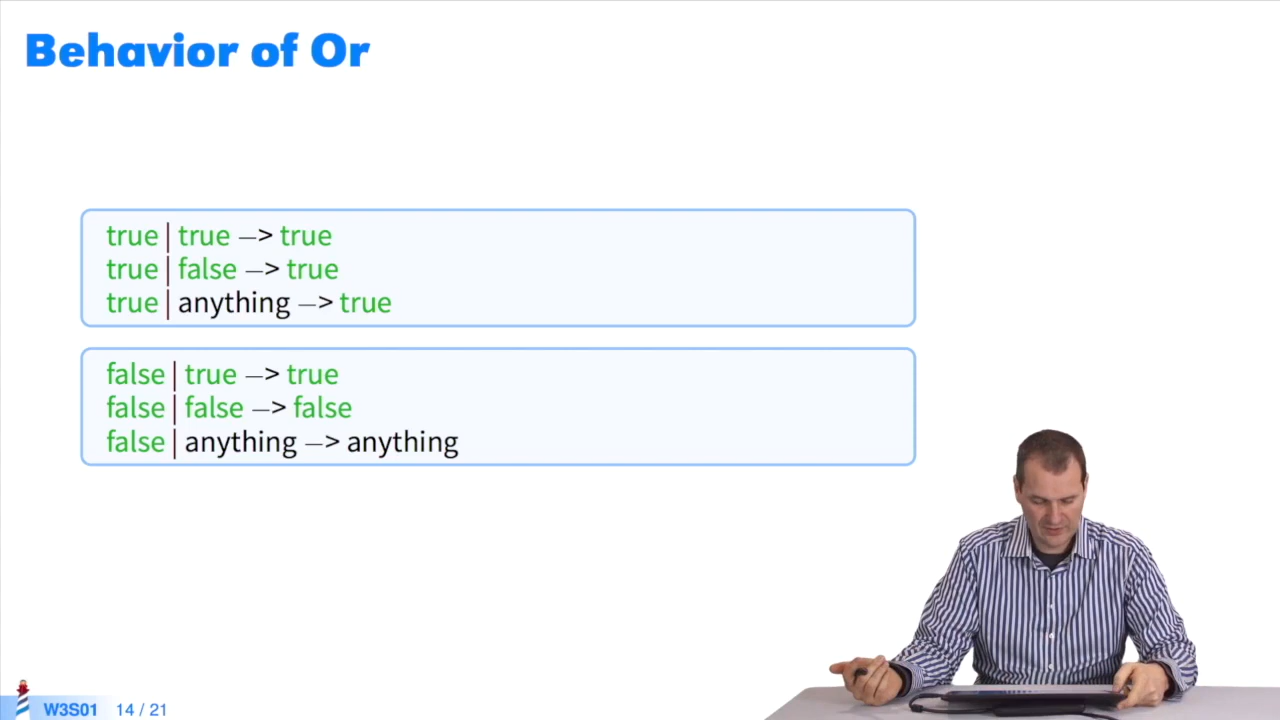 Behavior of Or
true | true —> true
true | false —> true
true | anything —> true
false | true —> true
false | false —> false
false | anything —> anything
W3S01 14 / 21